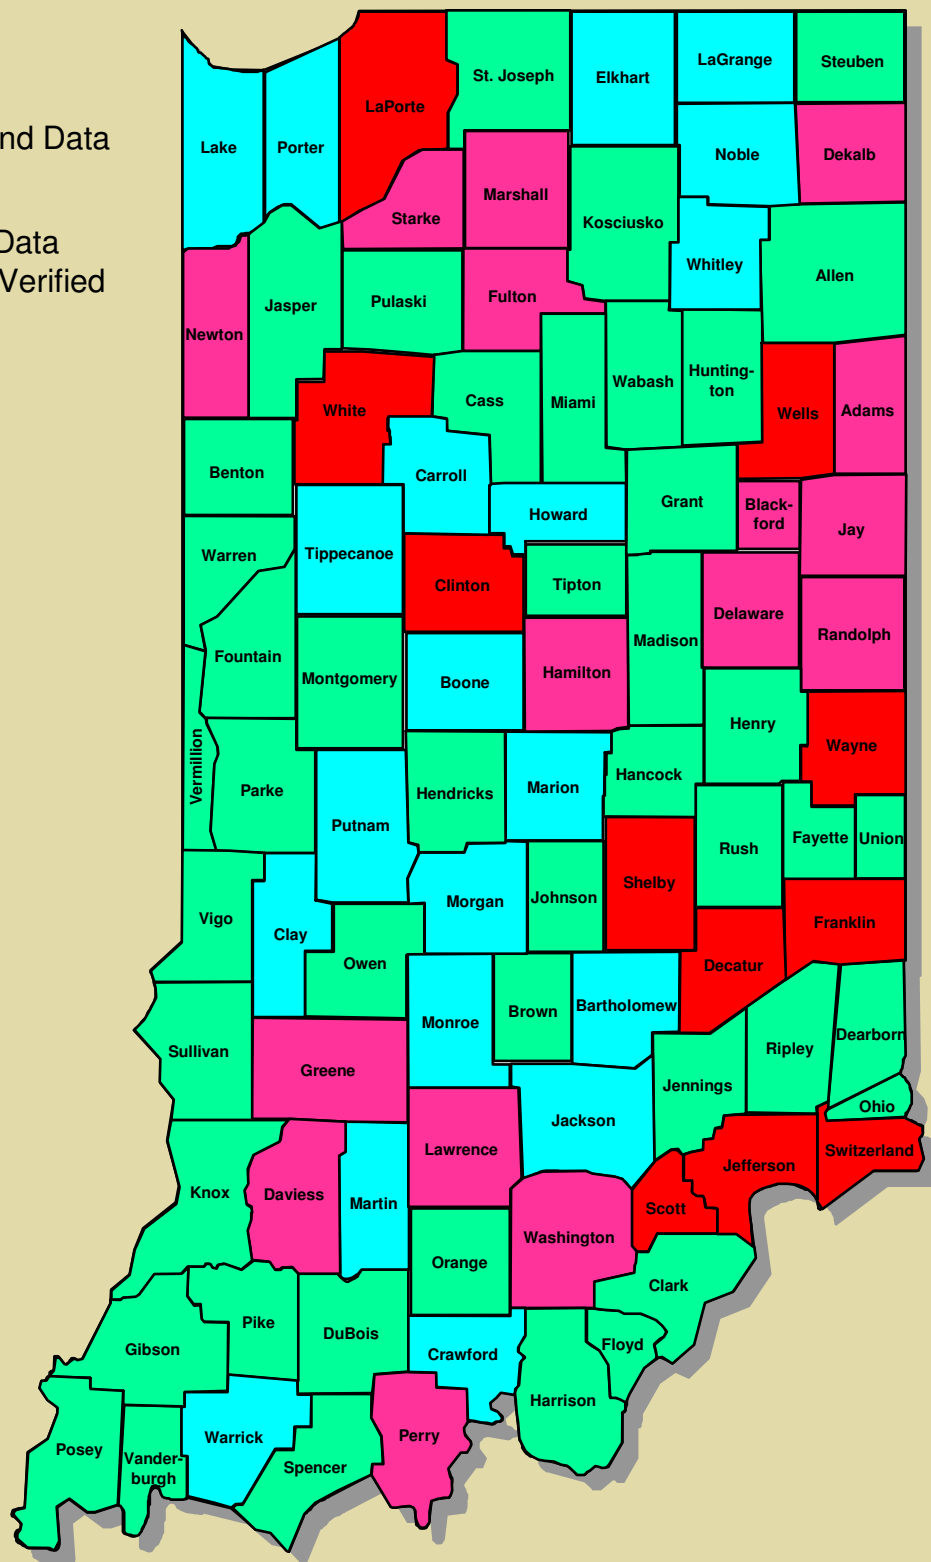 nd Data
Data
Verified
St. Joseph
Elkhart
LaGrange
Steuben
LaPorte
Lake
Porter
Noble
Dekalb
Starke
Marshall
Kosciusko
Whitley
Allen
Jasper
Pulaski
Fulton
Newton
White
Cass
Miami
Wabash
Hunting-
ton
Wells
Adams
Benton
Carroll
Howard
Grant
Black-
ford
Jay
Warren
Tippecanoe
Clinton
Tipton
Madison
Delaware
Randolph
Fountain
Montgomery
Boone
Hamilton
Henry
Wayne
Vermillion
Parke
Putnam
Hendricks
Marion
Hancock
Rush
Fayette
Union
Vigo
Clay
Owen
Morgan
Johnson
Shelby
Decatur
Franklin
Sullivan
Greene
Monroe
Brown
Bartholomew
Jennings
Ripley
Dearborn
Ohio
Switzerland
Jefferson
Scott
Jackson
Lawrence
Knox
Daviess
Martin
Orange
Washington
Clark
Floyd
Harrison
Crawford
Gibson
Pike
DuBois
Posey
Vander-
burgh
Warrick
Spencer
Perry